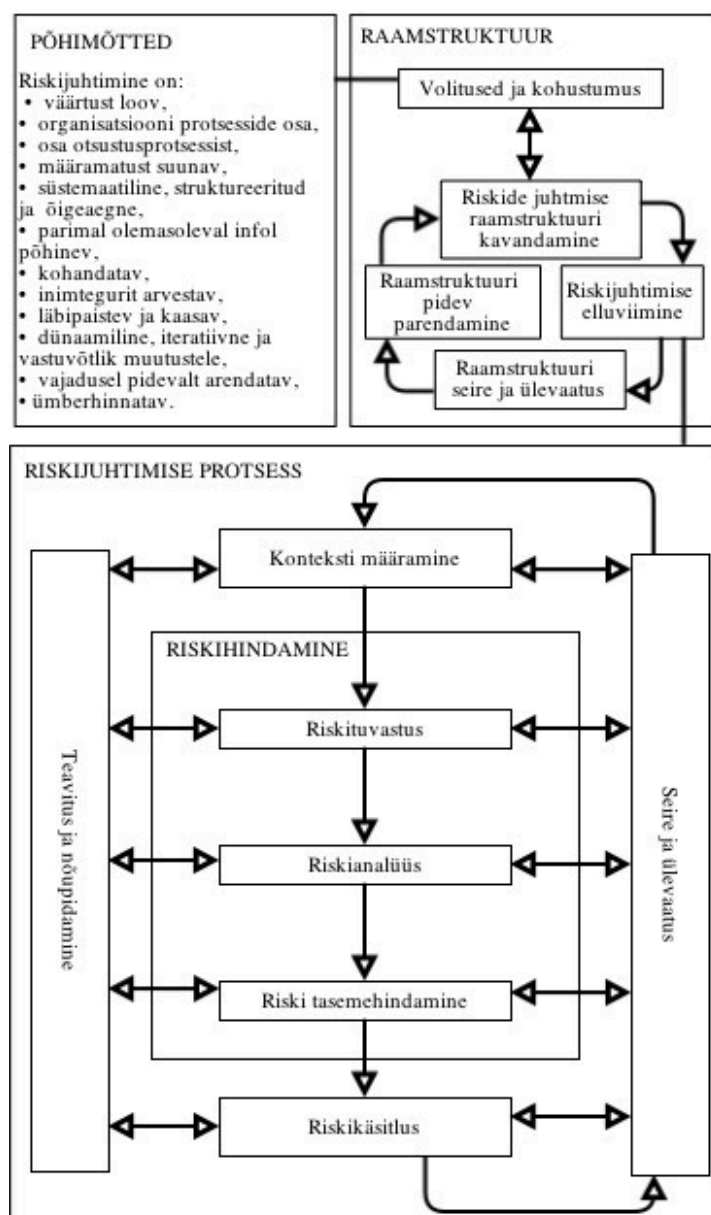 PÕHIMÕTTED
Riskijuhtimine on:
• väärtust loov,
• organisatsiooni protsesside osa,
• osa otsustusprotsessist,
• määramatust suunav,
• süstemaatiline, struktureeritud
ja õigeaegne,
• parimal olemasoleval infol
põhinev,
• kohandatav,
• inimtegurit arvestav,
• läbipaistev ja kaasav,
• dünaamiline, iteratiivne ja
vastuvõtlik muutustele,
• vajadusel pidevalt arendatav,
• ümberhinnatav.
RAAMSTRUKTUUR
Volitused ja kohustumus
Riskide juhtmise
raamstruktuuri
kavandamine
Raamstruktuuri
pidev
parendamine
Riskijuhtimise
elluviimine
Raamstruktuuri
seire ja ülevaatus
RISKIJUHTIMISE PROTSESS
Konteksti määramine
RISKIHINDAMINE
Riskituvastus
Riskianalüüs
Riski tasemehindamine
Riskikäsitlus
Teavitus ja nõupidamine
Seire ja ülevaatus